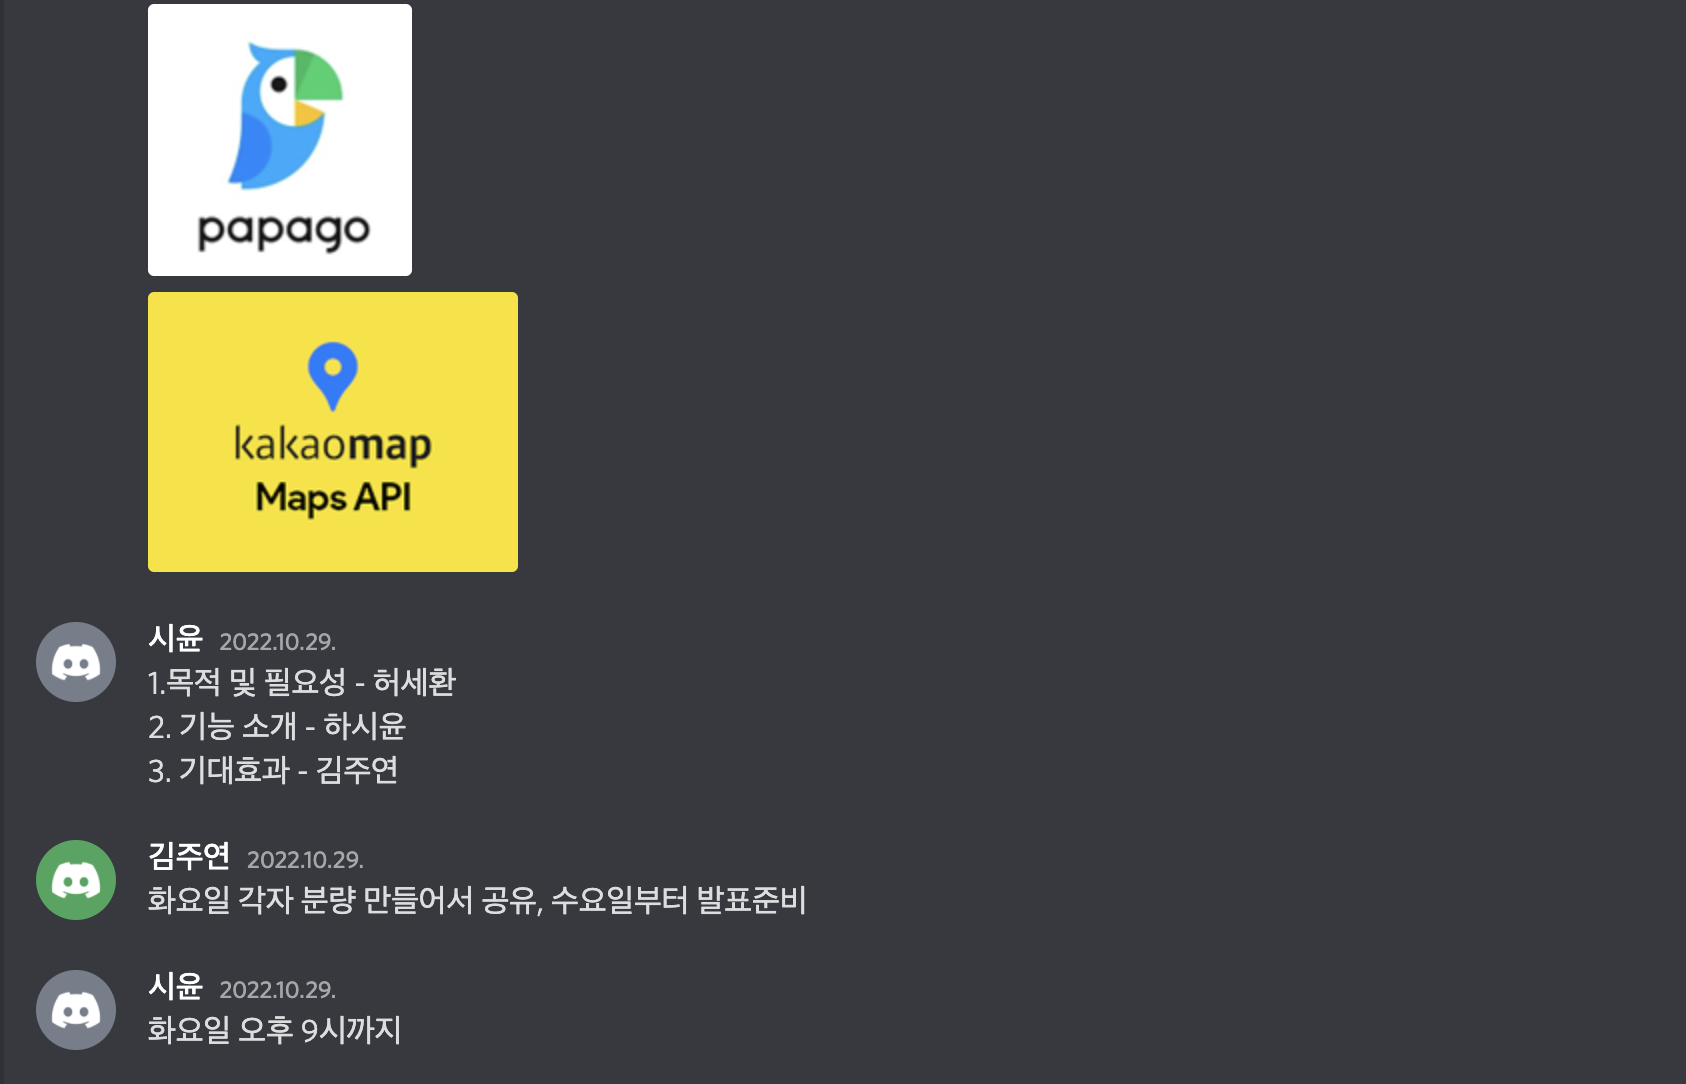 papago
kakaomap
Maps API
시윤 2022.10.29.
1.목적 및 필요성 - 허세환
2. 기능 소개 - 하시윤
3. 기대효과 - 김주연
김주연 2022.10.29.
화요일 각자 분량 만들어서 공유, 수요일부터 발표준비
시윤 2022.10.29.
화요일 오후 9시까지